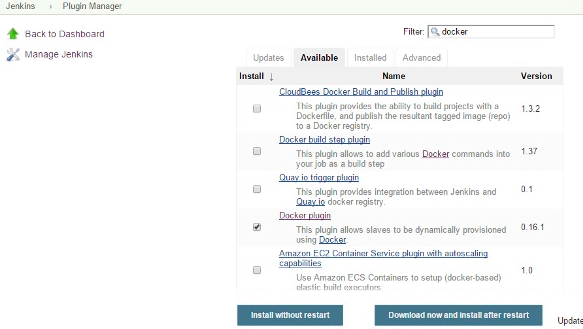 Jenkins › Plugin Manager
Back to Dashboard
Manage Jenkins
Filter: docker
Updates Available Installed Advanced
Install ↓ Name Version
CloudBees Docker Build and Publish plugin
This plugin provides the ability to build projects with a
Dockerfile, and publish the resultant tagged image (repo)
to a Docker registry.
1.3.2
Docker build step plugin
This plugin allows to add various Docker commands into
your job as a build step
1.37
Quay.io trigger plugin
This plugin provides integration between Jenkins and
Quay.io docker registry.
0.1
Docker plugin
This plugin allows slaves to be dynamically provisioned
using Docker.
0.16.1
Amazon EC2 Container Service plugin with autoscaling
capabilities
Use Amazon ECS Containers to setup (docker-based)
elastic build executors
1.0
Install without restart
Download now and install after restart
Update